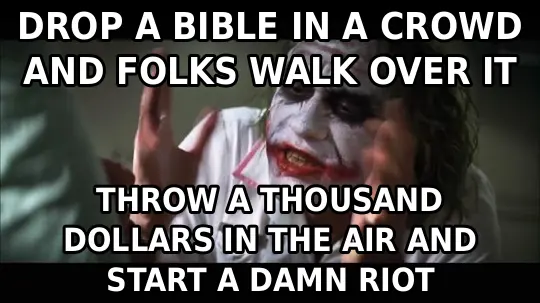 DROP A BIBLE IN A CROWD
AND FOLKS WALK OVER IT
THROW A THOUSAND
DOLLARS IN THE AIR AND
START A DAMN RIOT